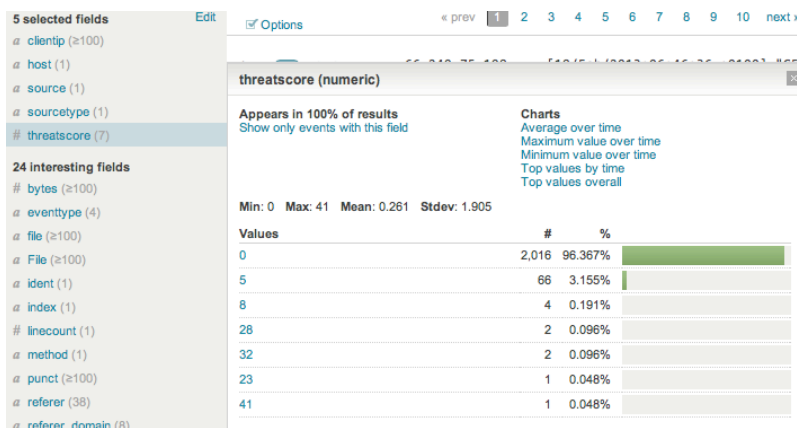 5 selected fields Edit
a clientip (≥100)
a host (1)
a source (1)
a sourcetype (1)
# threatscore (7)
24 interesting fields
# bytes (≥100)
a eventtype (4)
a file (≥100)
a File (≥100)
a ident (1)
a index (1)
# linecount (1)
a method (1)
a punct (≥100)
a referer (38)
a referer_domain (8)
Options
« prev 1 2 3 4 5 6 7 8 9 10 next »
threatscore (numeric)
Appears in 100% of results
Show only events with this field
Charts
Average over time
Maximum value over time
Minimum value over time
Top values by time
Top values overall
Min: 0 Max: 41 Mean: 0.261 Stdev: 1.905
Values # %
0 2,016 96.367%
5 66 3.155%
8 4 0.191%
28 2 0.096%
32 2 0.096%
23 1 0.048%
41 1 0.048%